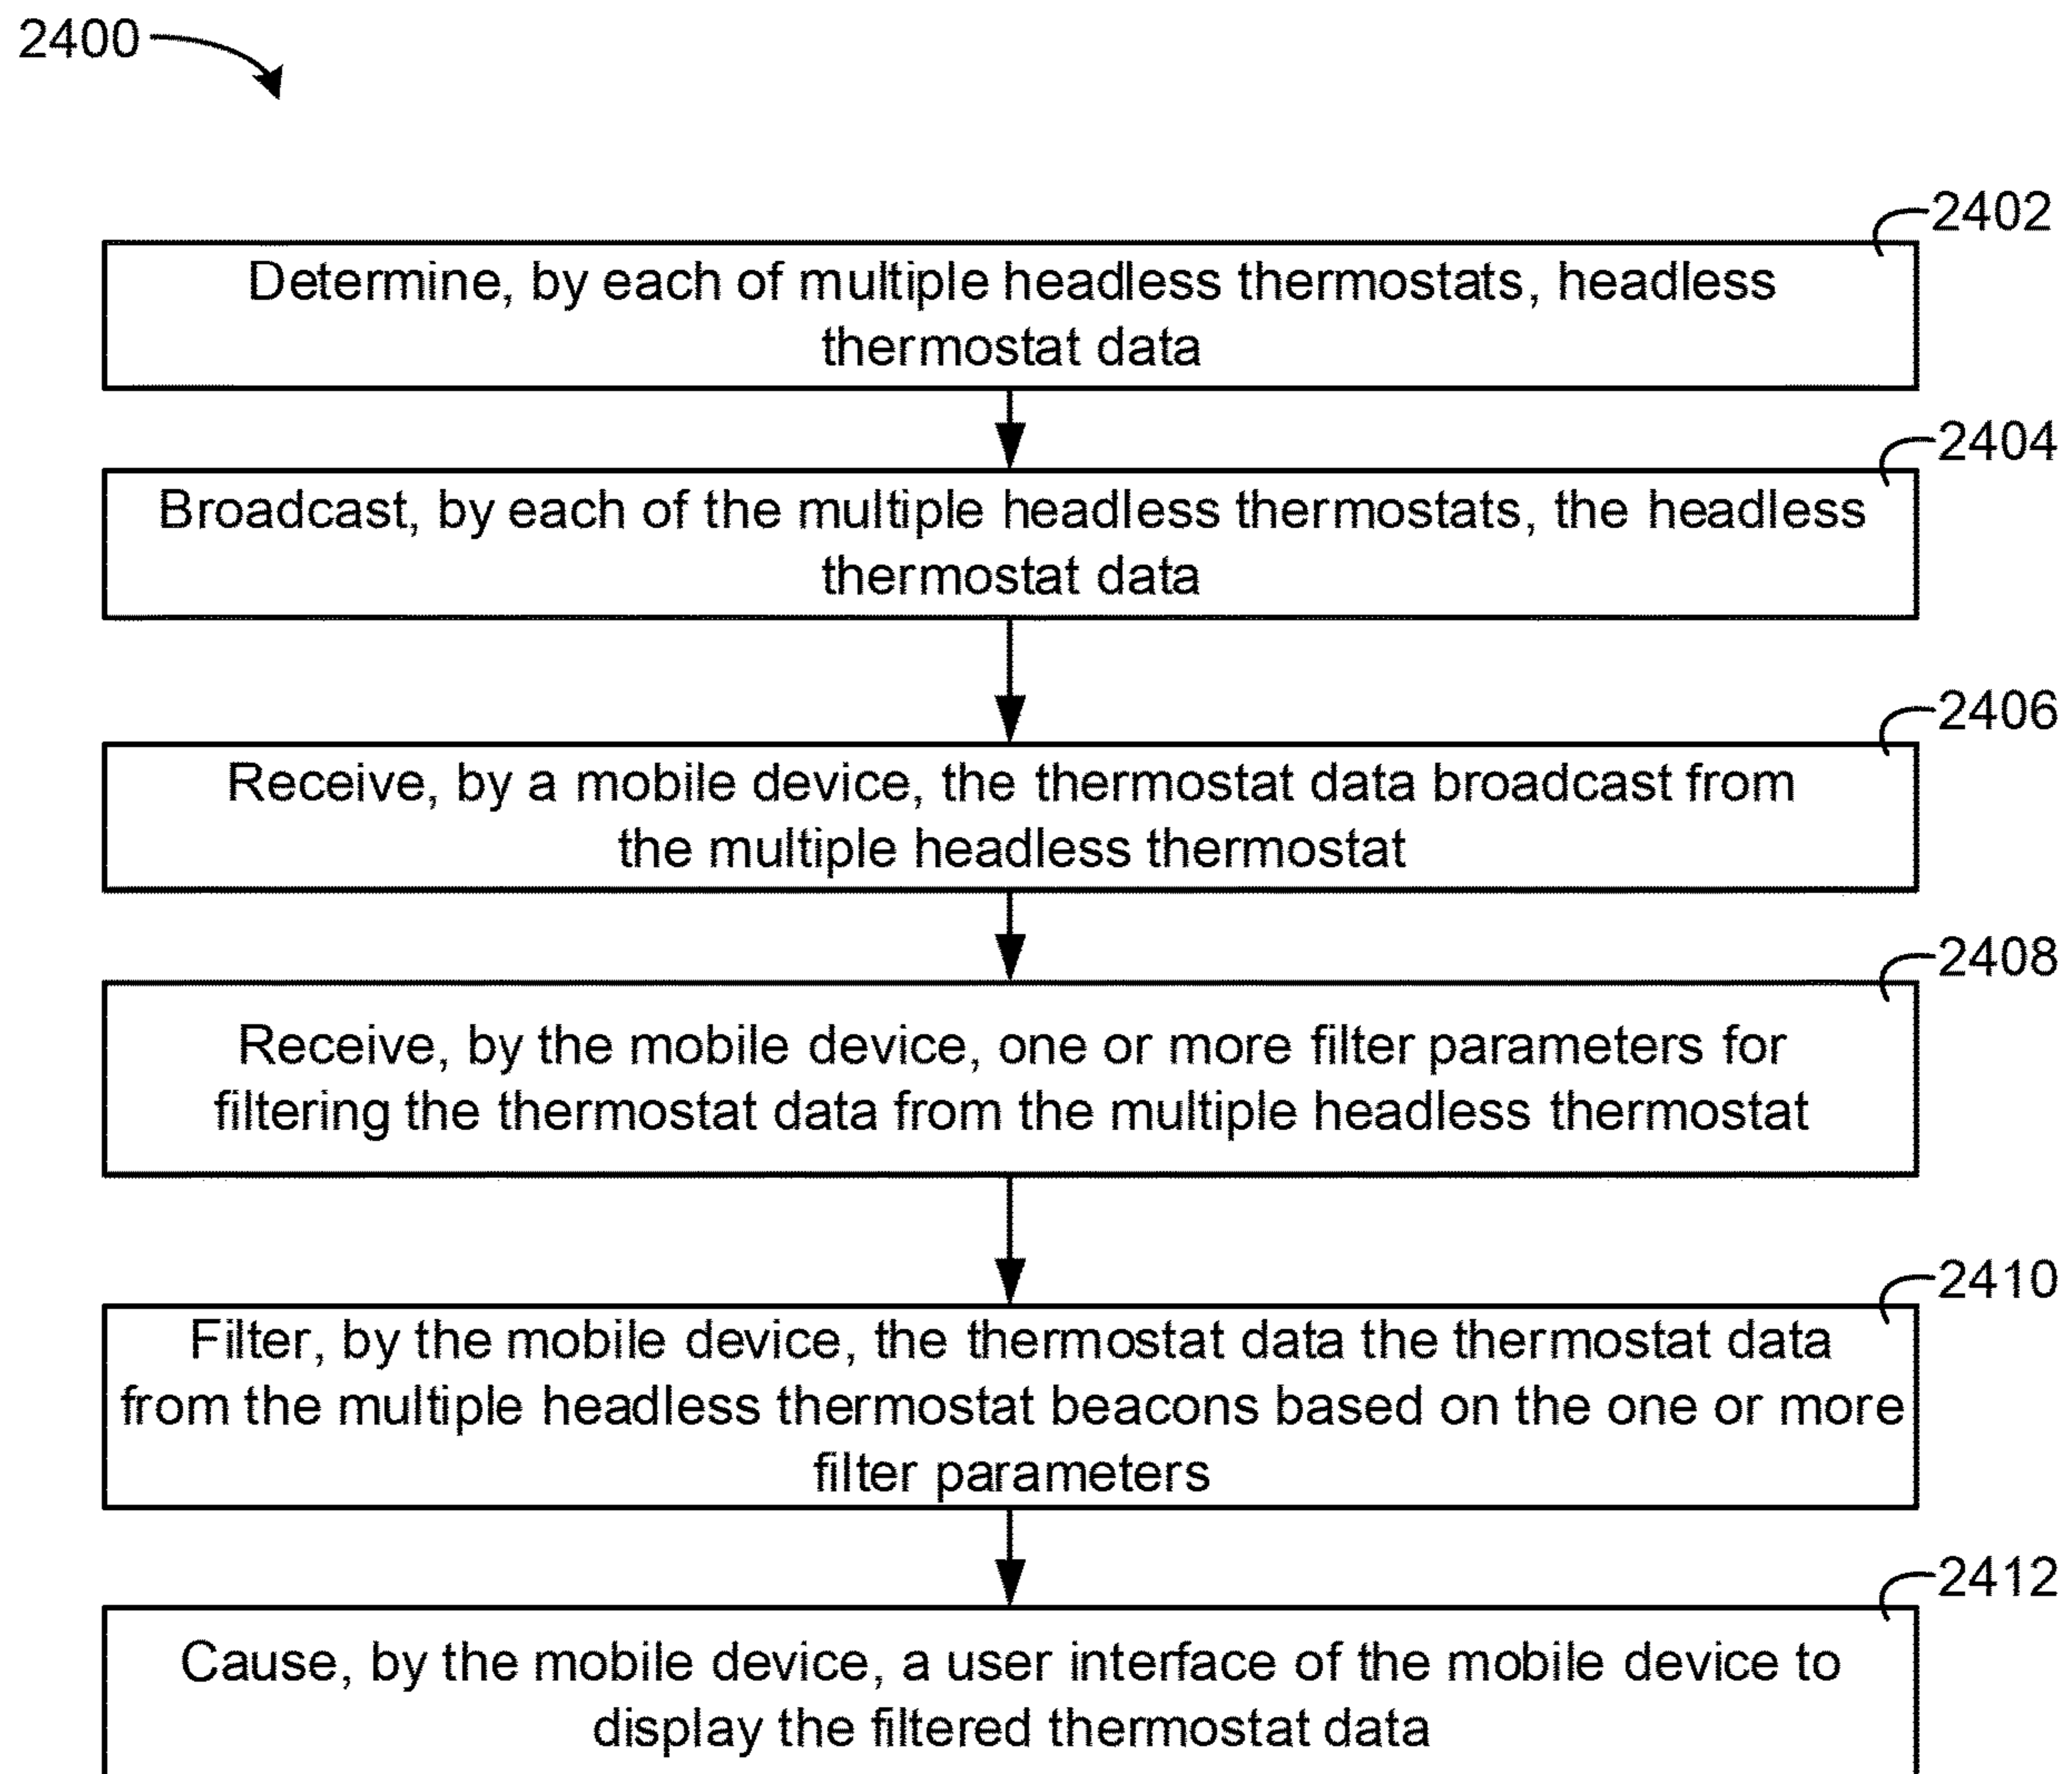 2400
2402
Determine, by each of multiple headless thermostats, headless
thermostat data
2404
Broadcast, by each of the multiple headless thermostats, the headless
thermostat data
2406
Receive, by a mobile device, the thermostat data broadcast from
the multiple headless thermostat
2408
Receive, by the mobile device, one or more filter parameters for
filtering the thermostat data from the multiple headless thermostat
2410
Filter, by the mobile device, the thermostat data the thermostat data
from the multiple headless thermostat beacons based on the one or more
filter parameters
2412
Cause, by the mobile device, a user interface of the mobile device to
display the filtered thermostat data